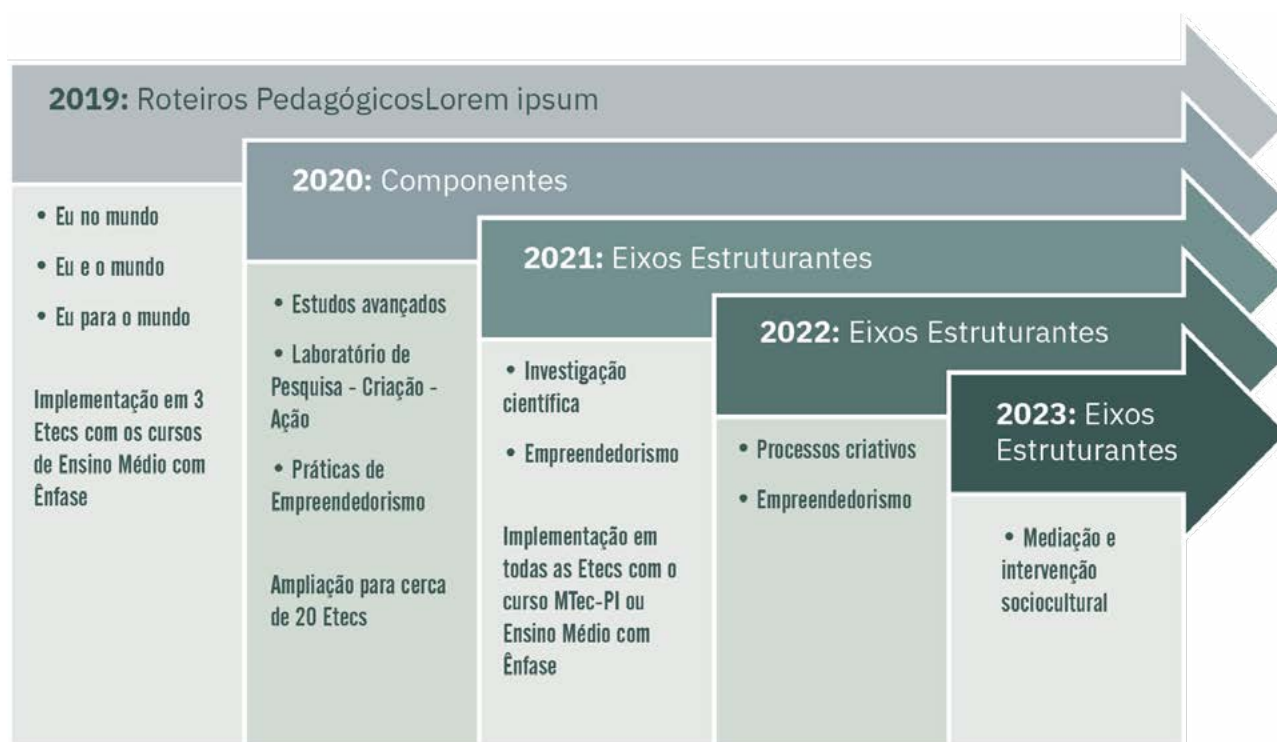 2019: Roteiros PedagógicosLorem ipsum
• Eu no mundo
• Eu e o mundo
• Eu para o mundo
Implementação em 3
Etecs com os cursos
de Ensino Médio com
Ênfase
2020: Componentes
• Estudos avançados
• Laboratório de
Pesquisa - Criação -
Ação
• Práticas de
Empreendedorismo
Ampliação para cerca
de 20 Etecs
2021: Eixos Estruturantes
• Investigação
científica
• Empreendedorismo
Implementação em
todas as Etecs com o
curso MTec-PI ou
Ensino Médio com
Ênfase
2022: Eixos Estruturantes
• Processos criativos
• Empreendedorismo
2023: Eixos
Estruturantes
• Mediação e
intervenção
sociocultural